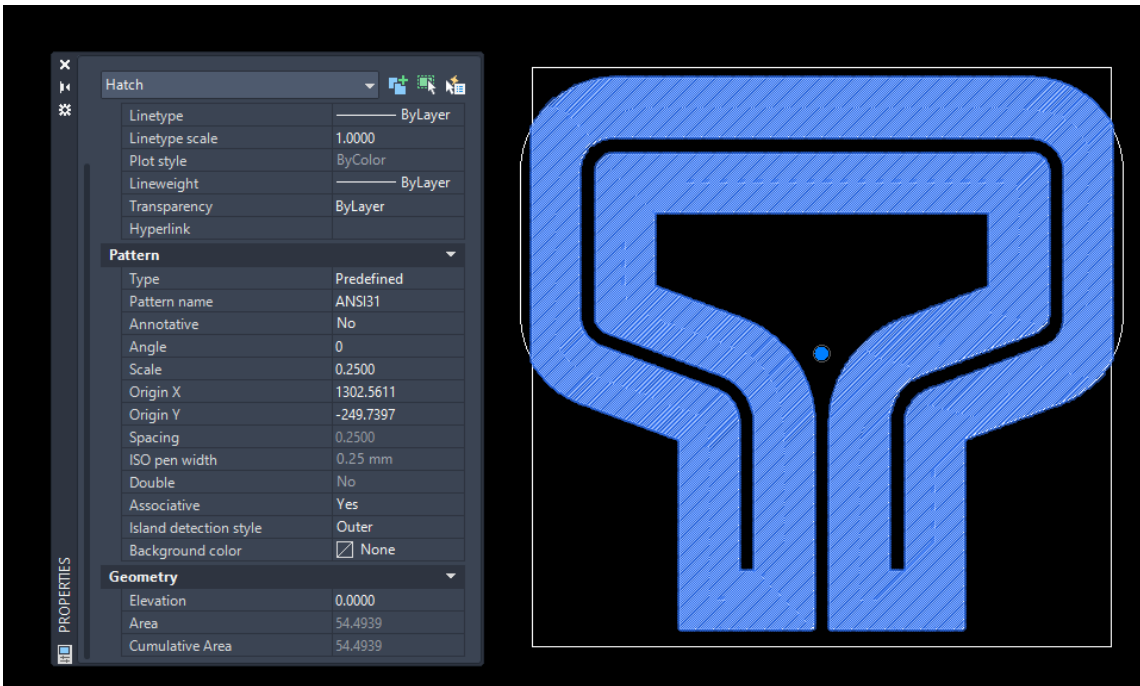 Hatch
Linetype ByLayer
Linetype scale 1.0000
Plot style ByColor
Lineweight ByLayer
Transparency ByLayer
Hyperlink
Pattern
Type Predefined
Pattern name ANSI31
Annotative No
Angle 0
Scale 0.2500
Origin X 1302.5611
Origin Y -249.7397
Spacing 0.2500
ISO pen width 0.25 mm
Double No
Associative Yes
Island detection style Outer
Background color None
Geometry
Elevation 0.0000
Area 54.4939
Cumulative Area 54.4939
PROPERTIES